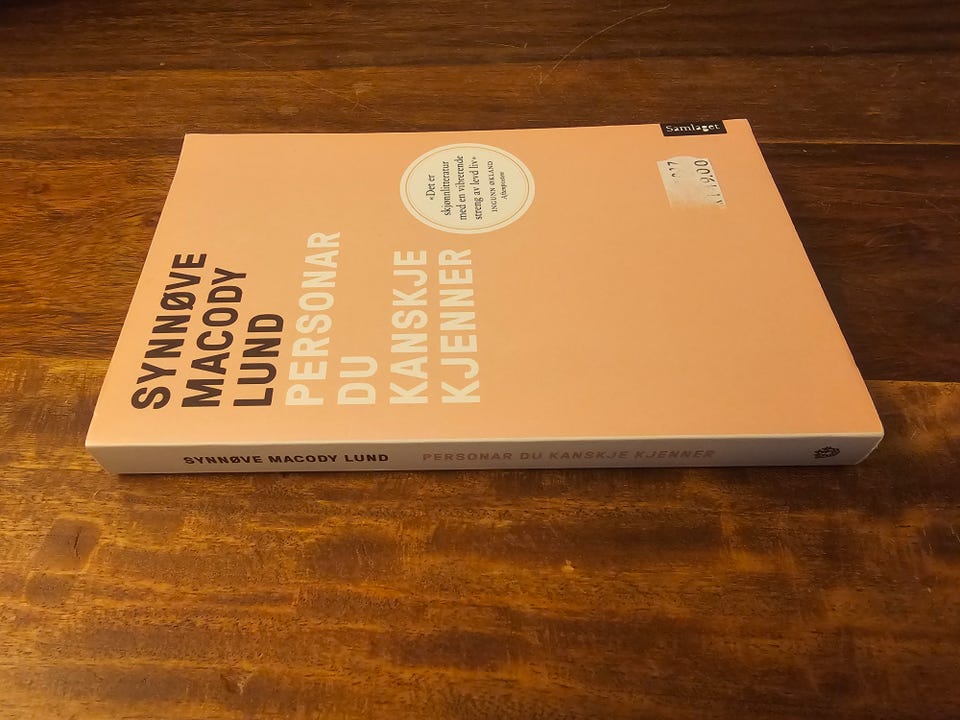 SYNNØVE
MACODY
LUND
PERSONAR
DU
KANSKJE
KJENNER
«Det er
skjønnlitteratur
med en vibrerende
streng av levd liv»
INGUNN ØKLAND
Aftenposten
Samlaget
SYNNØVE MACODY LUND PERSONAR DU KANSKJE KJENNER